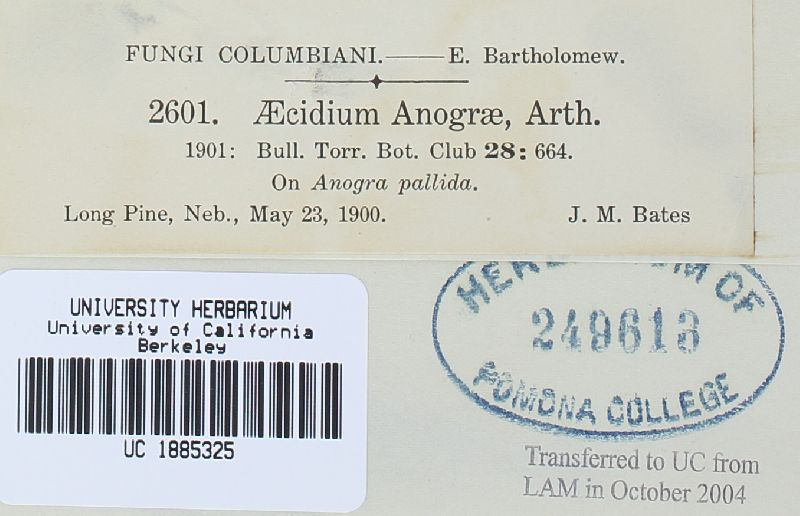 FUNGI COLUMBIANI.—— E. Bartholomew.
2601. Æcidium Anogræ, Arth.
1901: Bull. Torr. Bot. Club 28: 664.
On Anogra pallida.
Long Pine, Neb., May 23, 1900. J. M. Bates
UNIVERSITY HERBARIUM
University of California
Berkeley
UC 1885325
OF
249613
POMONA COLLEGE
Transferred to UC from
LAM in October 2004